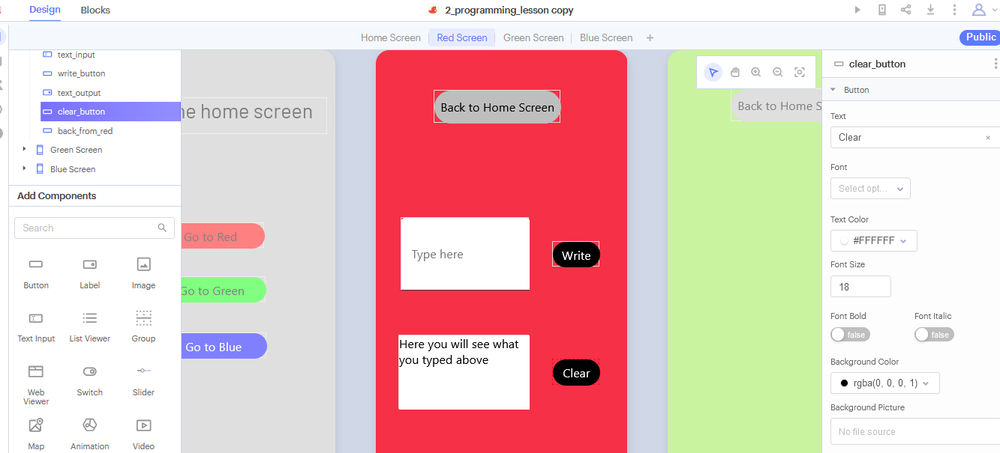 Design
Blocks
2_programming_lesson copy
Home Screen
Red Screen
Green Screen
Blue Screen
+
Public
text_input
write_button
text_output
clear_button
back_from_red
Green Screen
Blue Screen
Add Components
Search
Button
Label
Image
Text Input
List Viewer
Group
Web
Viewer
Switch
Slider
Map
Animation
Video
home screen
Go to Red
Go to Green
Go to Blue
Back to Home Screen
Type here
Write
Here you will see what
you typed above
Clear
Back to Home S
clear_button
Button
Text
Clear
×
Font
Select opt...
Text Color
#FFFFFF
Font Size
18
Font Bold
Font Italic
false
false
Background Color
rgba(0, 0, 0, 1)
Background Picture
No file source